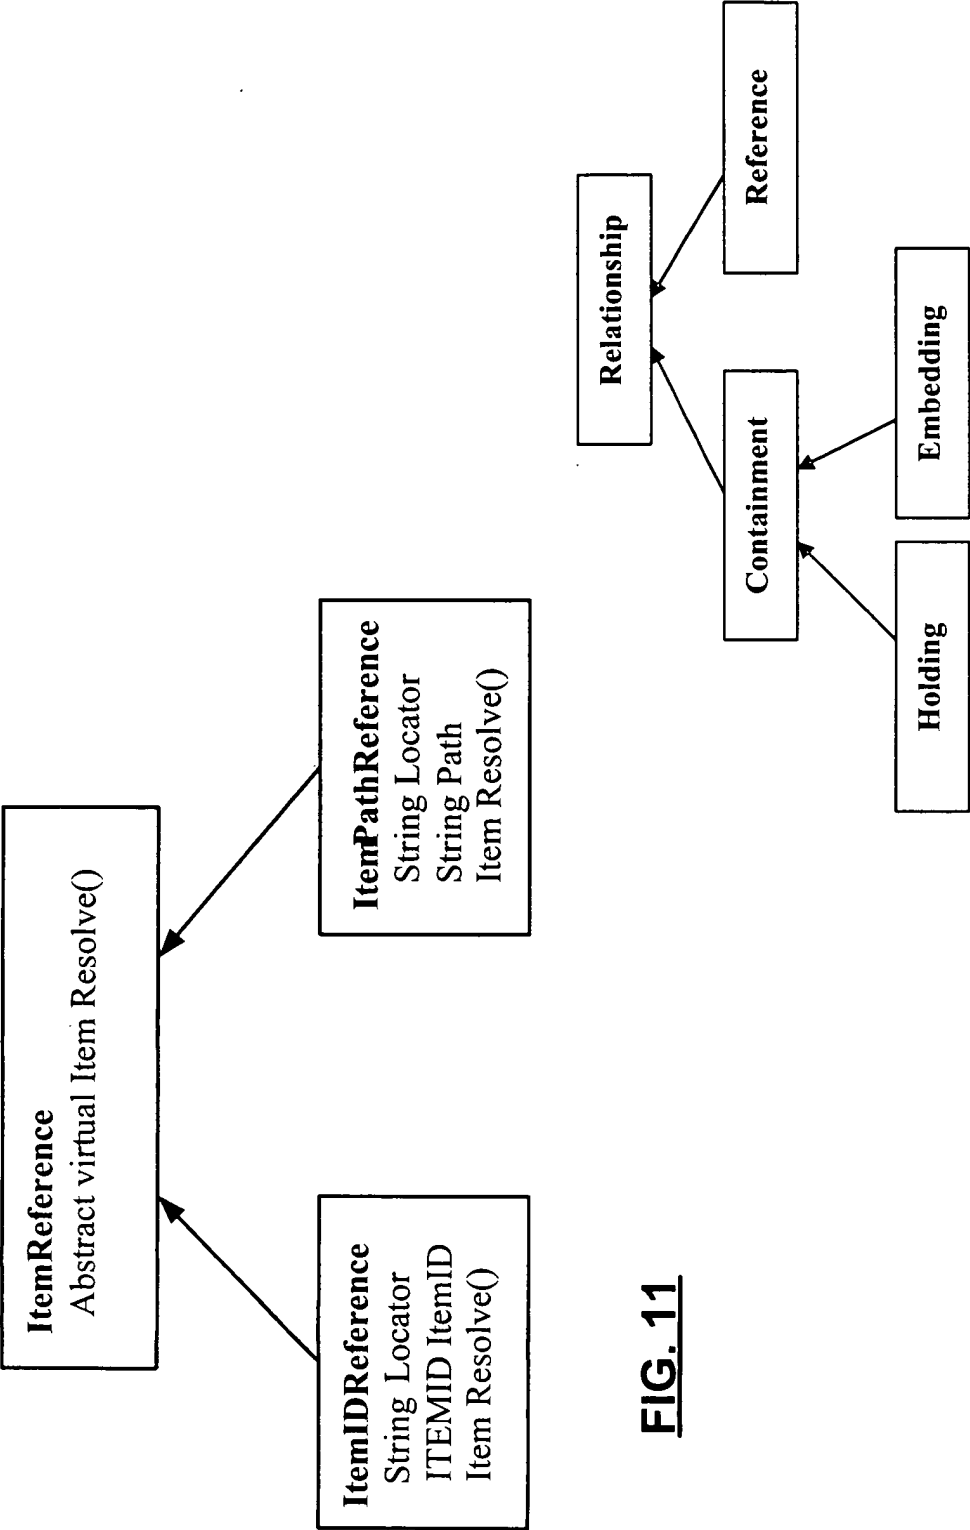 ItemReference
Abstract virtual Item Resolve()
ItemIDReference
String Locator
ITEMID ItemID
Item Resolve()
ItemPathReference
String Locator
String Path
Item Resolve()
Relationship
Containment
Reference
Holding
Embedding
FIG. 11